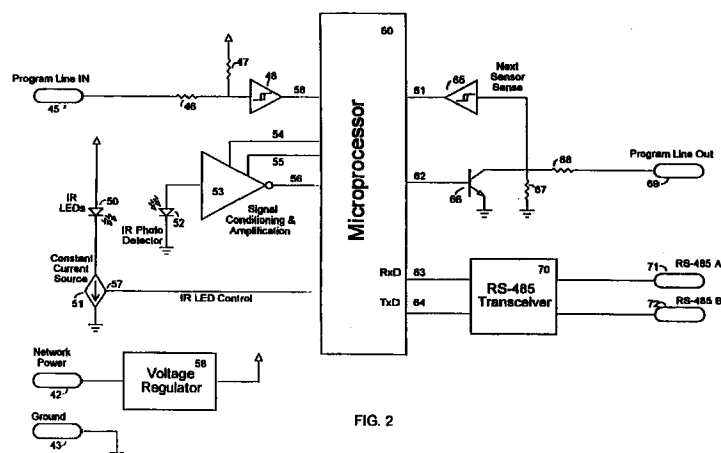 60
47
Program Line IN
48
65
Next
Sensor
Sense
58
61
45
46
54
55
56
53
Microprocessor
62
68
Program Line Out
69
66
67
50
IR
LEDs
52
IR Photo
Detector
Signal
Conditioning &
Amplification
Constant
Current
Source
57
51
IR LED Control
RxD
63
TxD
64
70
RS-485
Transceiver
71
RS-485 A
72
RS-485 B
Network
Power
42
58
Voltage
Regulator
Ground
43
FIG. 2